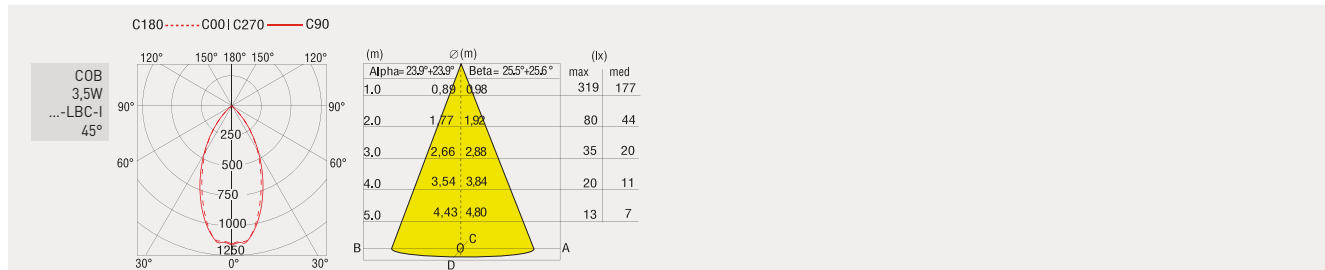 C180 C00 C270 C90
COB
3,5W
...-LBC-I
45°
120° 150° 180° 150° 120°
90° 90°
250
500
60° 60°
750
1000
1250
30° 0° 30°
(m) ∅(m) (lx)
Alpha= 23.9°+23.9° Beta= 25.5°+25.6° max med
1.0 0,89 0.98 319 177
2.0 1,77 1,92 80 44
3.0 2,66 2,88 35 20
4.0 3,54 3,84 20 11
5.0 4,43 4,80 13 7
B O C A
D